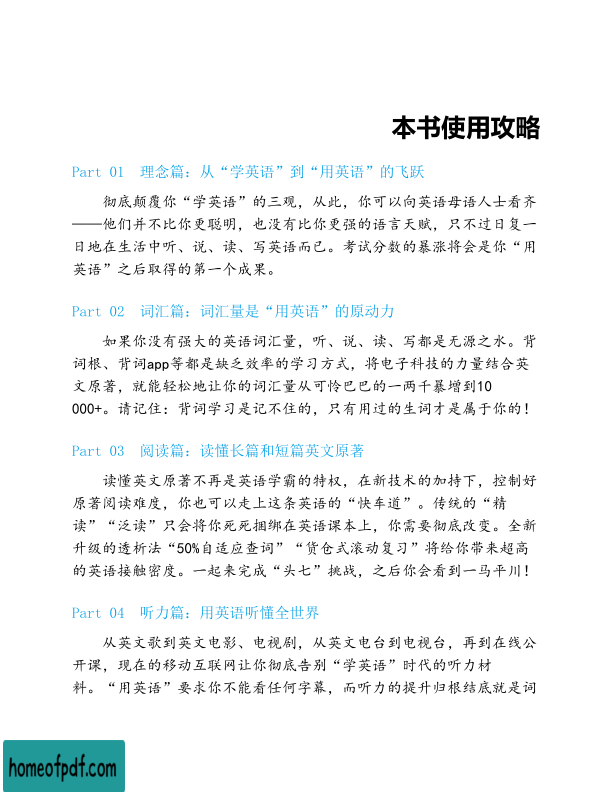 本书使用攻略
Part 01 理念篇：从“学英语”到“用英语”的飞跃
彻底颠覆你“学英语”的三观，从此，你可以向英语母语人士看齐
——他们并不比你更聪明，也没有比你更强的语言天赋，只不过日复一
日地在生活中听、说、读、写英语而已。考试分数的暴涨将会是你“用
英语”之后取得的第一个成果。
Part 02 词汇篇：词汇量是“用英语”的原动力
如果你没有强大的英语词汇量，听、说、读、写都是无源之水。背
词根、背词app等都是缺乏效率的学习方式，将电子科技的力量结合英
文原著，就能轻松地让你的词汇量从可怜巴巴的一两千暴增到10
000+。请记住：背词学习是记不住的，只有用过的生词才是属于你的！
Part 03 阅读篇：读懂长篇和短篇英文原著
读懂英文原著不再是英语学霸的特权，在新技术的加持下，控制好
原著阅读难度，你也可以走上这条英语的“快车道”。传统的“精
读”“泛读”只会将你死死捆绑在英语课本上，你需要彻底改变。全新
升级的透析法“50%自适应查词”“货仓式滚动复习”将给你带来超高
的英语接触密度。一起来完成“头七”挑战，之后你会看到一马平川！
Part 04 听力篇：用英语听懂全世界
从英文歌到英文电影、电视剧，从英文电台到电视台，再到在线公
开课，现在的移动互联网让你彻底告别“学英语”时代的听力材
料。“用英语”要求你不能看任何字幕，而听力的提升归根结底就是词
homeofpdf.com